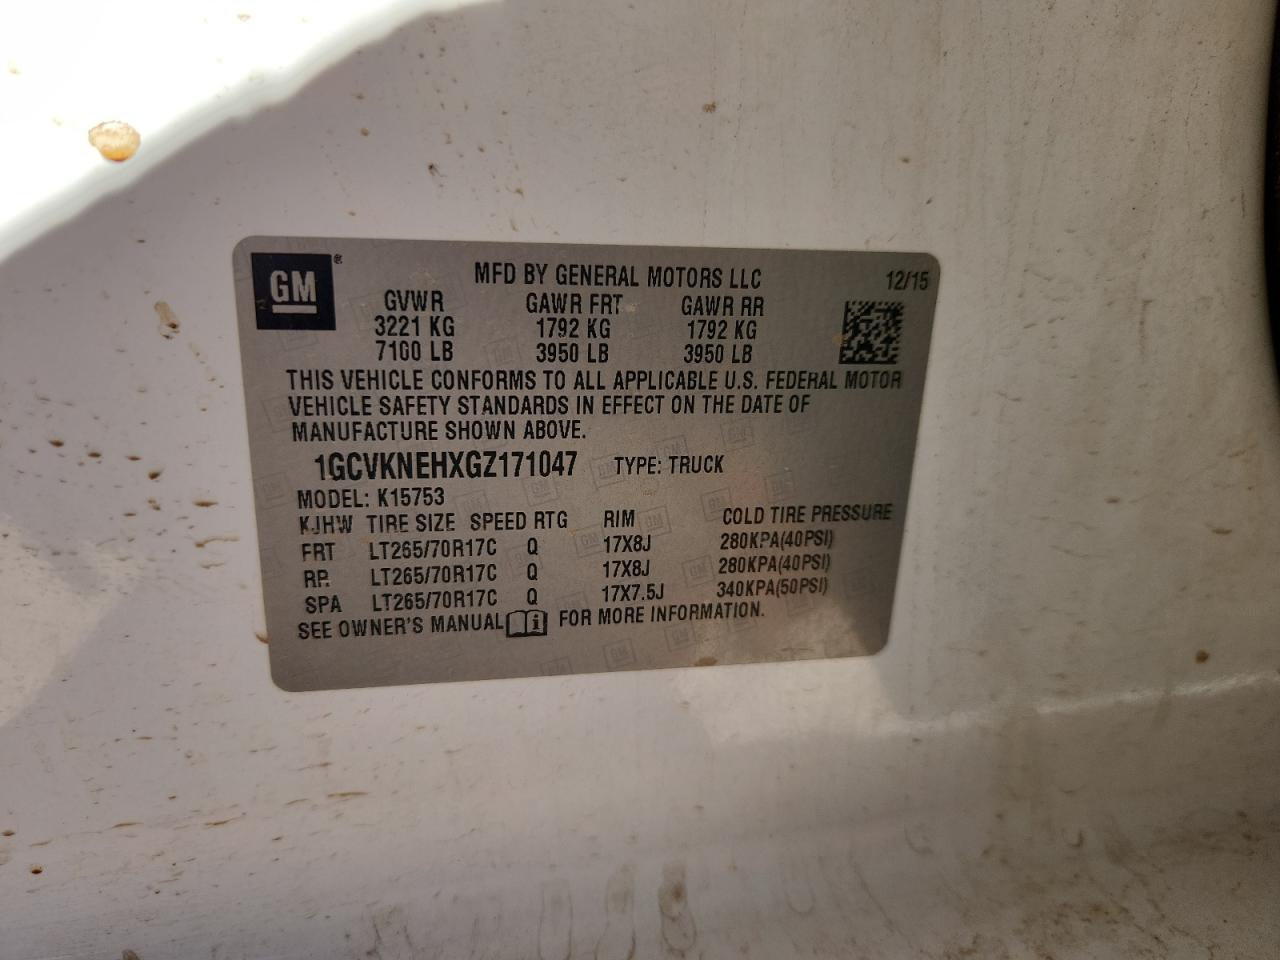 GM ®
MFD BY GENERAL MOTORS LLC 12/15
GVWR GAWR FRT GAWR RR
3221 KG 1792 KG 1792 KG
7100 LB 3950 LB 3950 LB
THIS VEHICLE CONFORMS TO ALL APPLICABLE U.S. FEDERAL MOTOR
VEHICLE SAFETY STANDARDS IN EFFECT ON THE DATE OF
MANUFACTURE SHOWN ABOVE.
1GCVKNEHXGZ171047 TYPE: TRUCK
MODEL: K15753
KJHW TIRE SIZE SPEED RTG RIM COLD TIRE PRESSURE
FRT LT265/70R17C Q 17X8J 280KPA(40PSI)
RR LT265/70R17C Q 17X8J 280KPA(40PSI)
SPA LT265/70R17C Q 17X7.5J 340KPA(50PSI)
SEE OWNER'S MANUAL i FOR MORE INFORMATION.